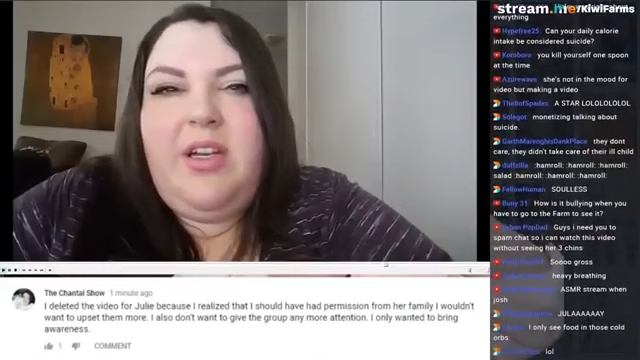 stream.me/KiwiFarms
everything
Hypefree25 Can your daily calorie
intake be considered suicide?
you kill yourself one spoon
at the time
Azurewave she's not in the mood for
video but making a video
A STAR LOLOLOLOLOL
Solegot monetizing talking about
suicide.
they dont
care, they didn't take care of their ill child
duffzilla :hamroll: :hamroll: :hamroll:
salad :hamroll: :hamroll: :hamroll:
FellowHuman SOULLESS
Buny 31 How is it bullying when you
have to go to the Farm to see it?
Guys i need you to
spam chat so i can watch this video
without seeing her 3 chins
Soooo gross
heavy breathing
ASMR stream when
josh
JULAAAAAY
I only see food in those cold
orbs
lol
The Chantal Show 1 minute ago
I deleted the video for Julie because I realized that I should have had permission from her family I wouldn't
want to upset them more. I also don't want to give the group any more attention. I only wanted to bring
awareness.
1 COMMENT